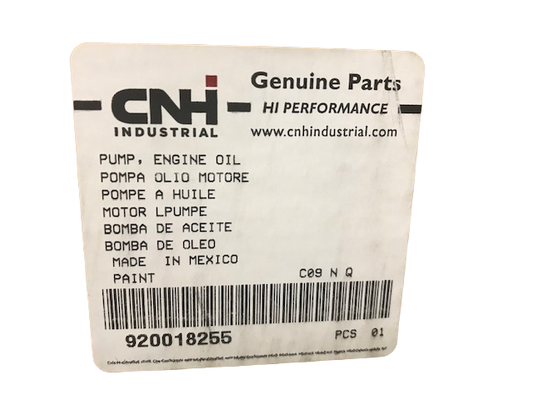 Genuine Parts
CNH
INDUSTRIAL
HI PERFORMANCE
www.cnhindustrial.com
PUMP, ENGINE OIL
POMPA OLIO MOTORE
POMPE A HUILE
MOTOR LPUMPE
BOMBA DE ACEITE
BOMBA DE OLEO
MADE IN MEXICO
PAINT C09 N Q
920018255 PCS 01